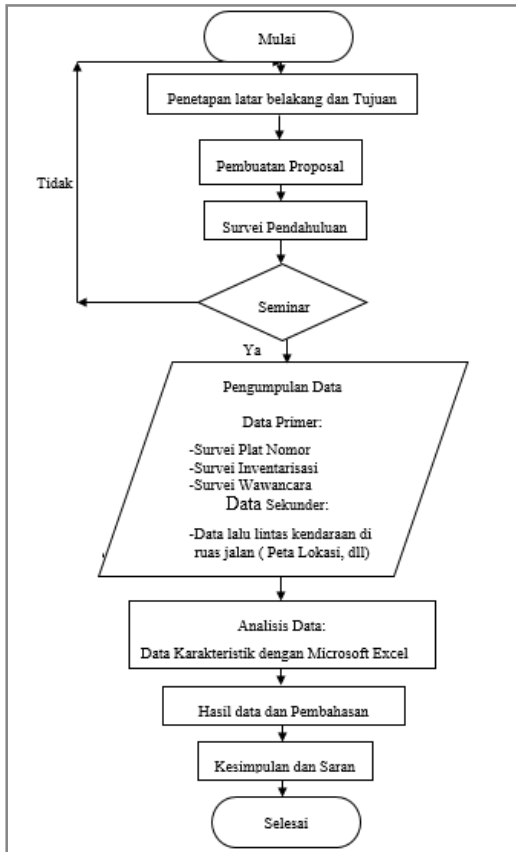 Mulai
Penetapan latar belakang dan Tujuan
Pembuatan Proposal
Tidak
Survei Pendahuluan
Seminar
Ya
Pengumpulan Data
Data Primer:
-Survei Plat Nomor
-Survei Inventarisasi
-Survei Wawancara
Data Sekunder:
-Data lalu lintas kendaraan di
ruas jalan ( Peta Lokasi, dll)
Analisis Data:
Data Karakteristik dengan Microsoft Excel
Hasil data dan Pembahasan
Kesimpulan dan Saran
Selesai